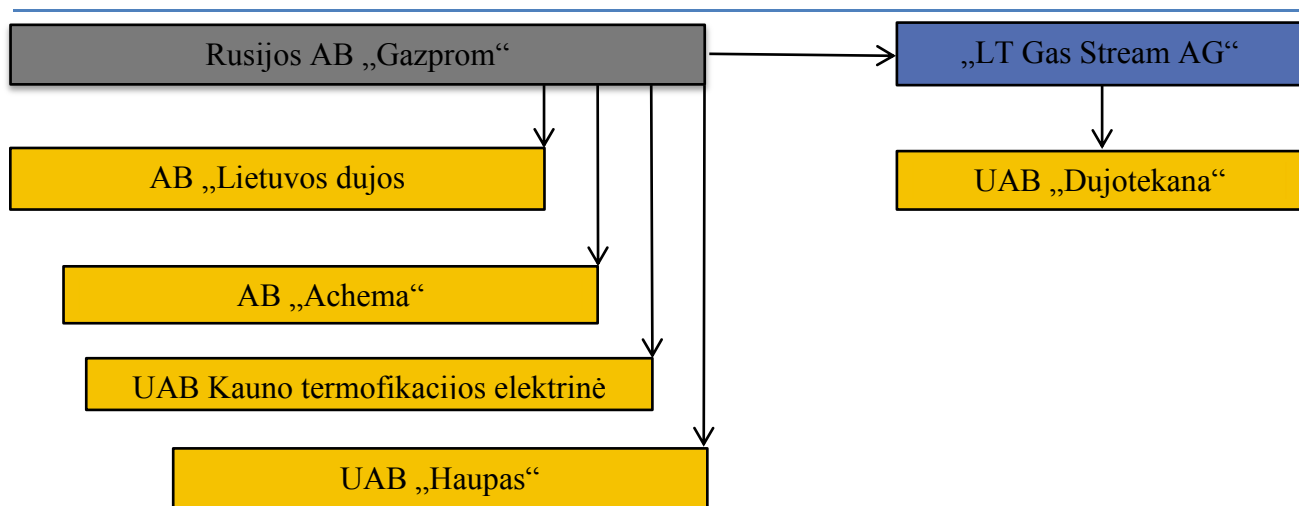 Rusijos AB „Gazprom“
„LT Gas Stream AG“
AB „Lietuvos dujos
UAB „Dujotekana“
AB „Achema“
UAB Kauno termofikacijos elektrinė
UAB „Haupas“